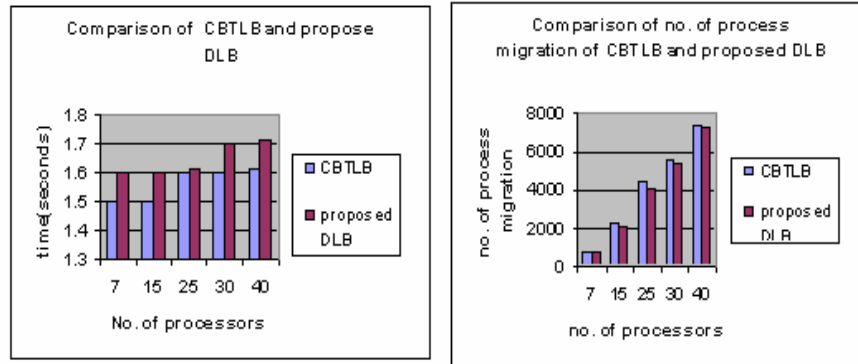 Comparison of CBTLB and propose
DLB
1.8
1.7
1.6
1.5
1.4
1.3
time(seconds)
7 15 25 30 40
No. of processors
CBTLB
proposed
DLB
Comparison of no. of process
migration of CBTLB and proposed DLB
8000
6000
4000
2000
0
no. of process
migration
7 15 25 30 40
no. of processors
CBTLB
proposed
DLB